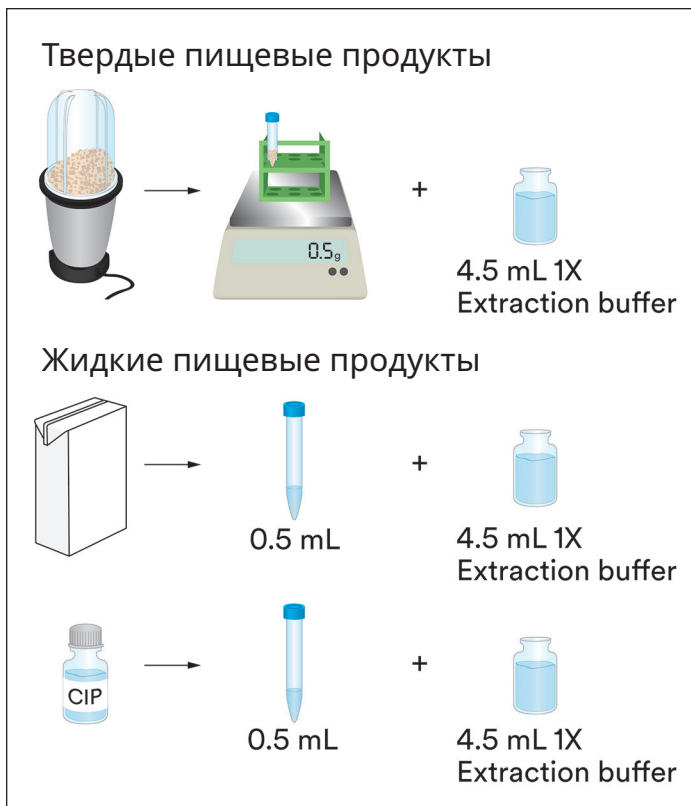 Твердые пищевые продукты
0.5g
+
4.5 mL 1X
Extraction buffer
Жидкие пищевые продукты
+
0.5 mL
4.5 mL 1X
Extraction buffer
CIP
+
0.5 mL
4.5 mL 1X
Extraction buffer